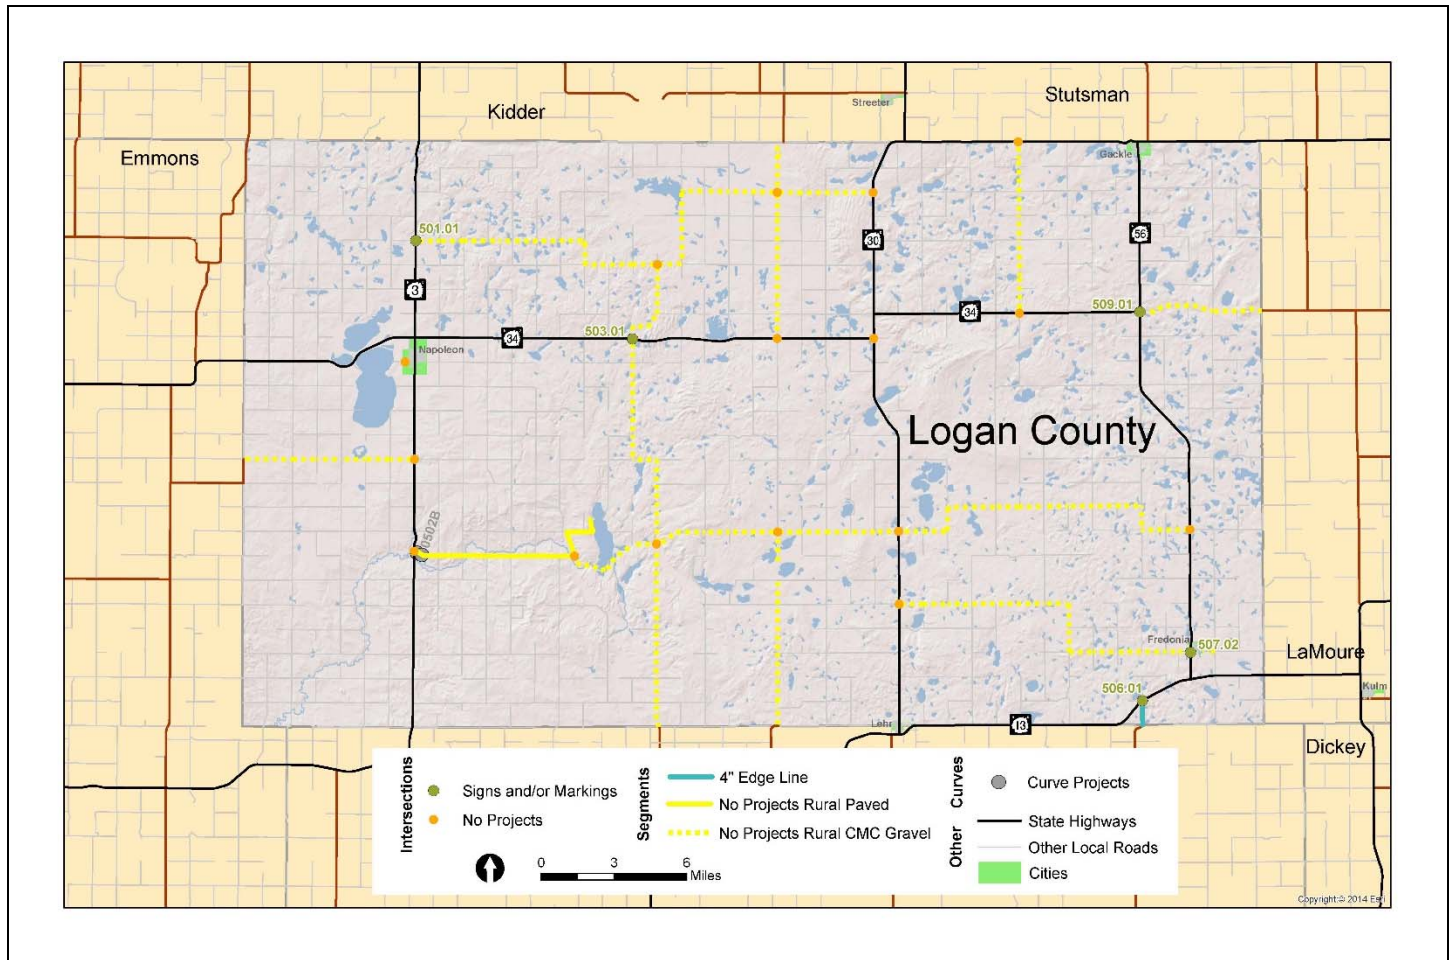 Kidder
Stutsman
Streeter
Emmons
Gackle
501.01
30
56
3
509.01
34
503.01
34
Napoleon
Logan County
00502B
Fredonia
507.02
LaMoure
506.01
Kulm
Lehr
13
Dickey
Intersections
Signs and/or Markings
No Projects
0 3 6
Miles
Segments
4" Edge Line
No Projects Rural Paved
No Projects Rural CMC Gravel
Curves
Curve Projects
Other
State Highways
Other Local Roads
Cities
Copyright:© 2014 Esri